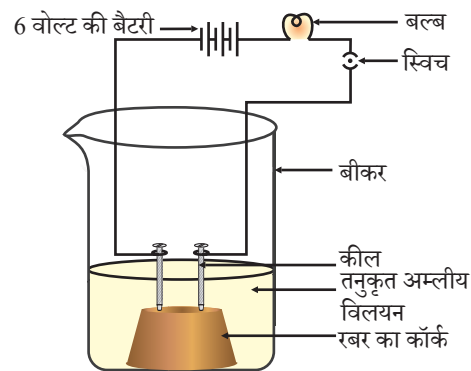 6 वोल्ट की बैटरी
बल्ब
स्विच
बीकर
कील
तनुकृत अम्लीय
विलयन
रबर का कॉर्क